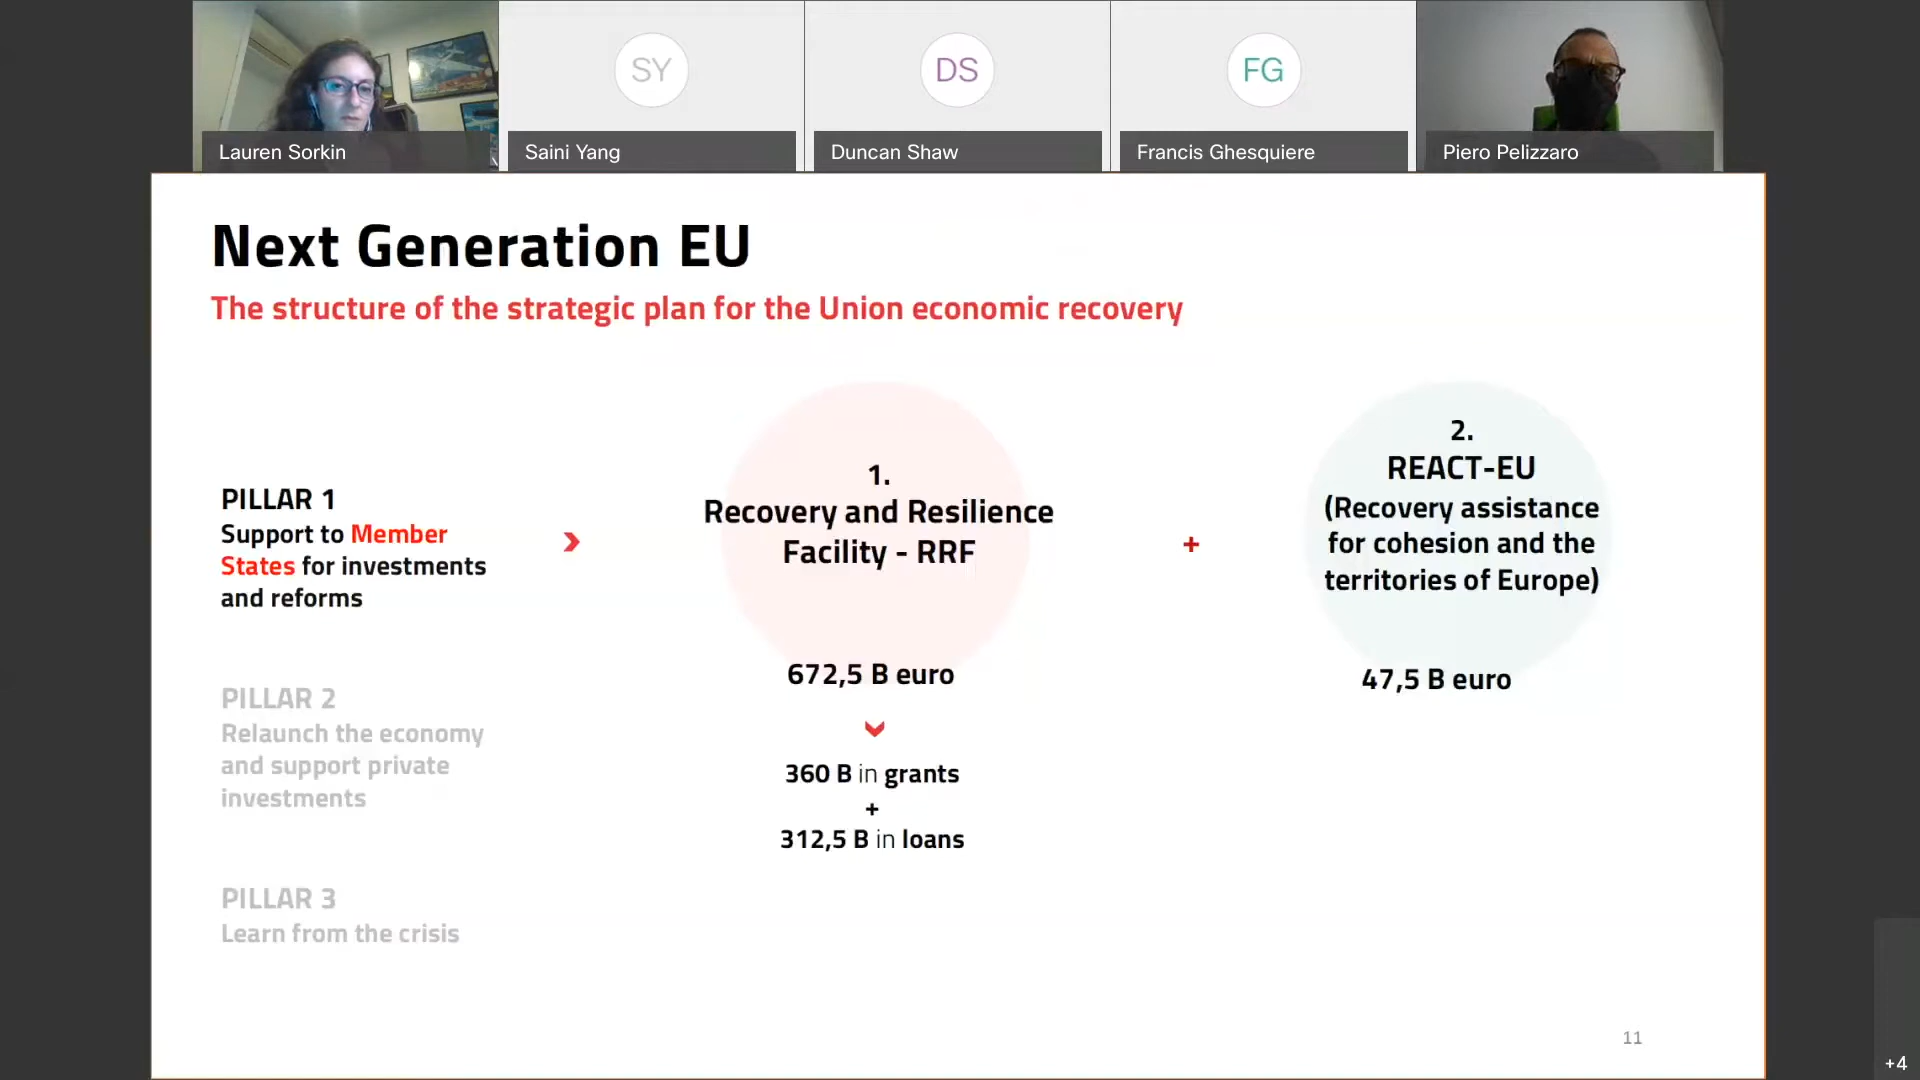 SY
DS
FG
Lauren Sorkin
Saini Yang
Duncan Shaw
Francis Ghesquiere
Piero Pelizzaro
Next Generation EU
The structure of the strategic plan for the Union economic recovery
PILLAR 1
Support to Member
States for investments
and reforms
1.
Recovery and Resilience
Facility - RRF
+
2.
REACT-EU
(Recovery assistance
for cohesion and the
territories of Europe)
672,5 B euro
47,5 B euro
360 B in grants
+
312,5 B in loans
PILLAR 2
Relaunch the economy
and support private
investments
PILLAR 3
Learn from the crisis
11
+4